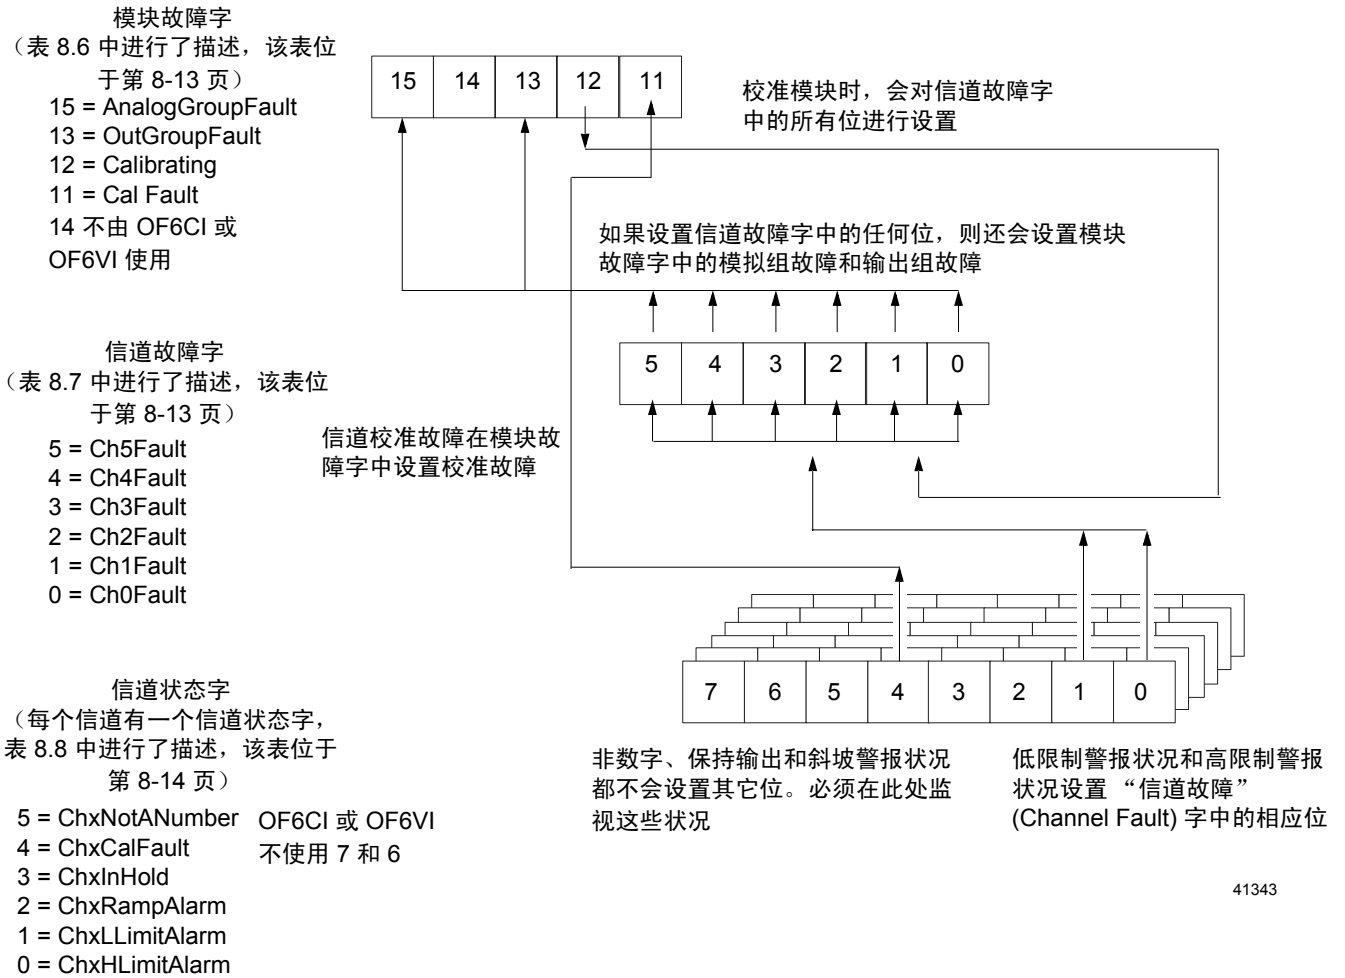 模块故障字
（表 8.6 中进行了描述，该表位
于第 8-13 页）
15 = AnalogGroupFault
13 = OutGroupFault
12 = Calibrating
11 = Cal Fault
14 不由 OF6CI 或
OF6VI 使用
15 14 13 12 11
校准模块时，会对信道故障字
中的所有位进行设置
如果设置信道故障字中的任何位，则还会设置模块
故障字中的模拟组故障和输出组故障
信道故障字
（表 8.7 中进行了描述，该表位
于第 8-13 页）
5 = Ch5Fault
4 = Ch4Fault
3 = Ch3Fault
2 = Ch2Fault
1 = Ch1Fault
0 = Ch0Fault
5 4 3 2 1 0
信道校准故障在模块故
障字中设置校准故障
信道状态字
（每个信道有一个信道状态字，
表 8.8 中进行了描述，该表位于
第 8-14 页）
5 = ChxNotANumber
4 = ChxCalFault
3 = ChxInHold
2 = ChxRampAlarm
1 = ChxLLimitAlarm
0 = ChxHLimitAlarm
OF6CI 或 OF6VI
不使用 7 和 6
7 6 5 4 3 2 1 0
非数字、保持输出和斜坡警报状况
都不会设置其它位。必须在此处监
视这些状况
低限制警报状况和高限制警报
状况设置 “信道故障”
(Channel Fault) 字中的相应位
41343